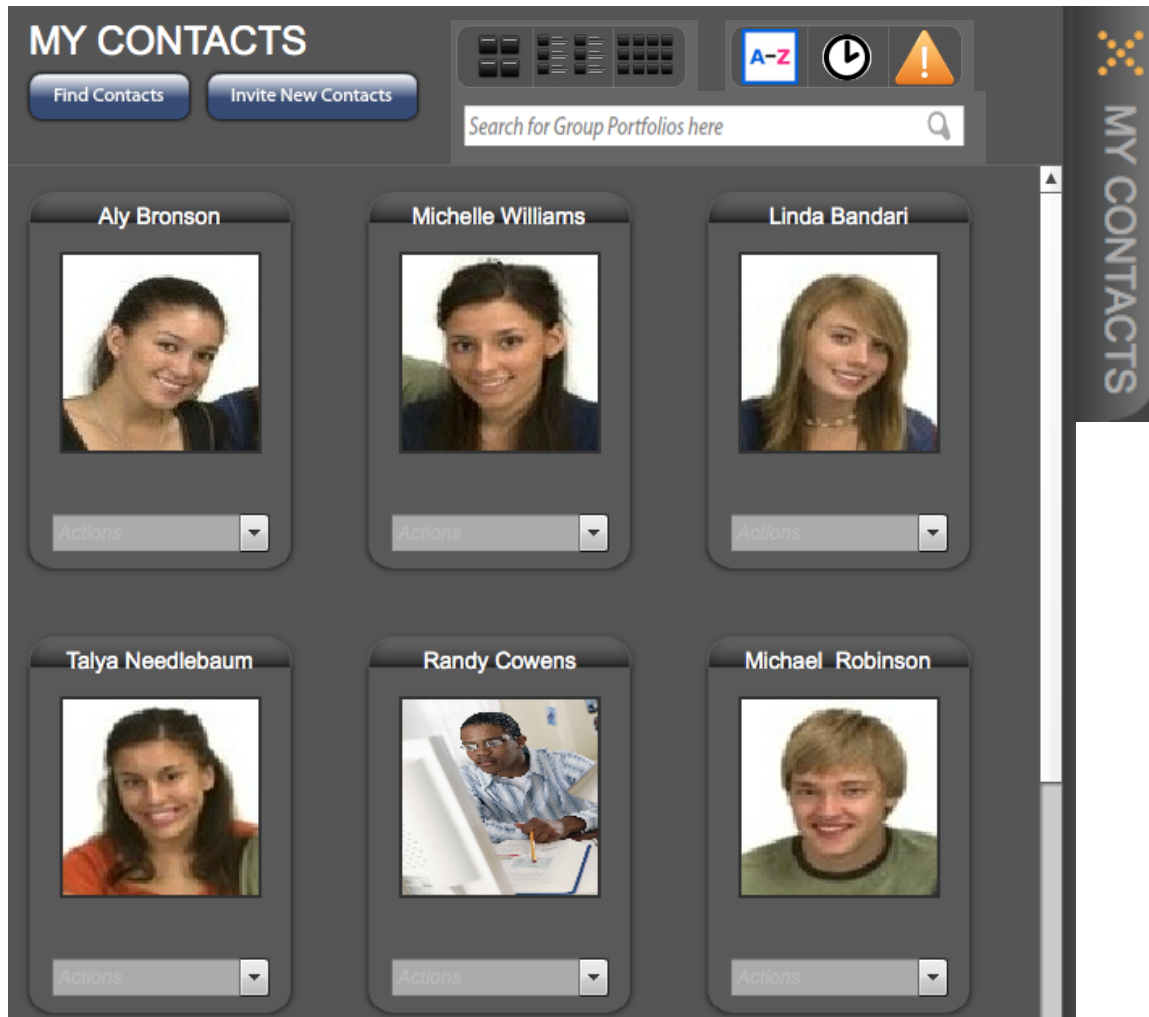 MY CONTACTS
Find Contacts
Invite New Contacts
A-Z
Search for Group Portfolios here
MY CONTACTS
Aly Bronson
Michelle Williams
Linda Bandari
Actions
Actions
Actions
Talya Needlebaum
Randy Cowens
Michael  Robinson
Actions
Actions
Actions